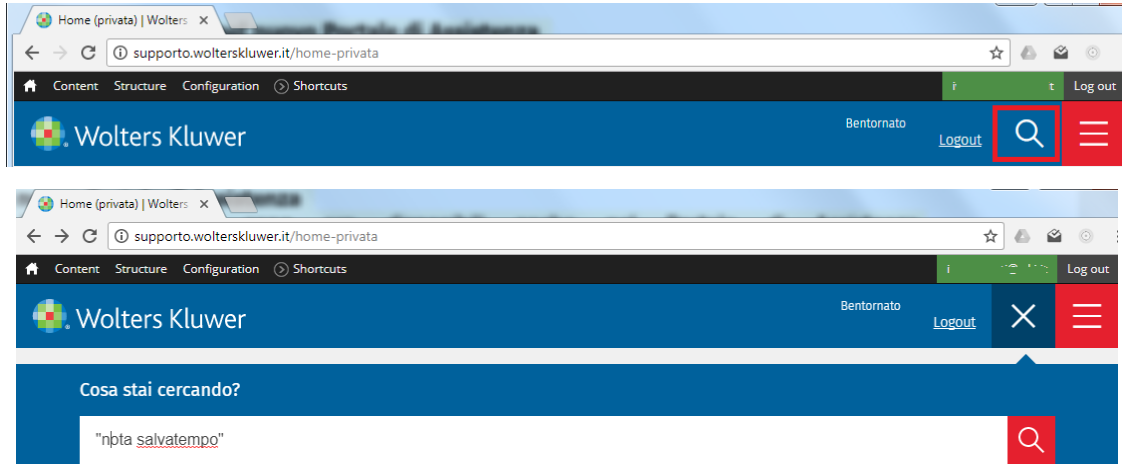 Home (privata) | Wolters
supporto.wolterskluwer.it/home-privata
Content Structure Configuration Shortcuts Log out
Wolters Kluwer Bentornato Logout
Home (privata) | Wolters
supporto.wolterskluwer.it/home-privata
Content Structure Configuration Shortcuts Log out
Wolters Kluwer Bentornato Logout
Cosa stai cercando?
"nota salvatempo"